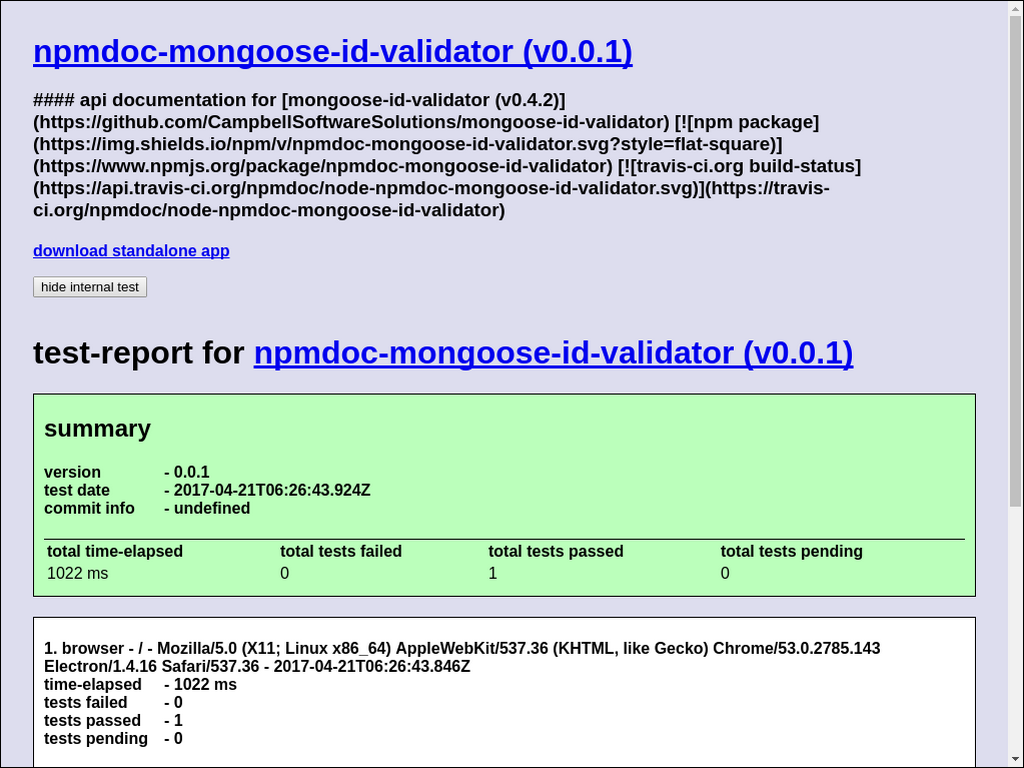 npmdoc-mongoose-id-validator (v0.0.1)
#### api documentation for [mongoose-id-validator (v0.4.2)]
(https://github.com/CampbellSoftwareSolutions/mongoose-id-validator) [![npm package]
(https://img.shields.io/npm/v/npmdoc-mongoose-id-validator.svg?style=flat-square)]
(https://www.npmjs.org/package/npmdoc-mongoose-id-validator) [![travis-ci.org build-status]
(https://api.travis-ci.org/npmdoc/node-npmdoc-mongoose-id-validator.svg)](https://travis-
ci.org/npmdoc/node-npmdoc-mongoose-id-validator)
download standalone app
hide internal test
test-report for npmdoc-mongoose-id-validator (v0.0.1)
summary
version - 0.0.1
test date - 2017-04-21T06:26:43.924Z
commit info - undefined
total time-elapsed total tests failed total tests passed total tests pending
1022 ms 0 1 0
1. browser - / - Mozilla/5.0 (X11; Linux x86_64) AppleWebKit/537.36 (KHTML, like Gecko) Chrome/53.0.2785.143
Electron/1.4.16 Safari/537.36 - 2017-04-21T06:26:43.846Z
time-elapsed - 1022 ms
tests failed - 0
tests passed - 1
tests pending - 0